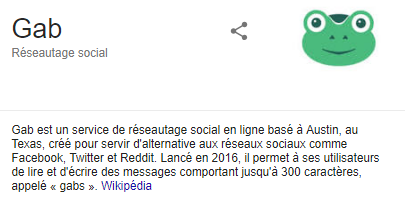 Gab
Réseautage social
Gab est un service de réseautage social en ligne basé à Austin, au
Texas, créé pour servir d'alternative aux réseaux sociaux comme
Facebook, Twitter et Reddit. Lancé en 2016, il permet à ses utilisateurs
de lire et d'écrire des messages comportant jusqu'à 300 caractères,
appelé « gabs ». Wikipédia